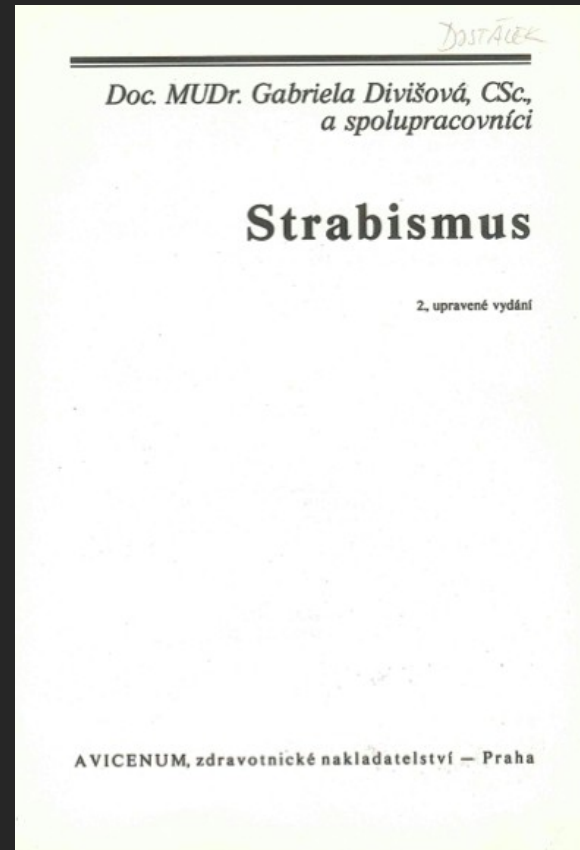 DOSTÁLEK
Doc. MUDr. Gabriela Divišová, CSc.,
a spolupracovníci
Strabismus
2., upravené vydání
AVICENUM, zdravotnické nakladatelství — Praha